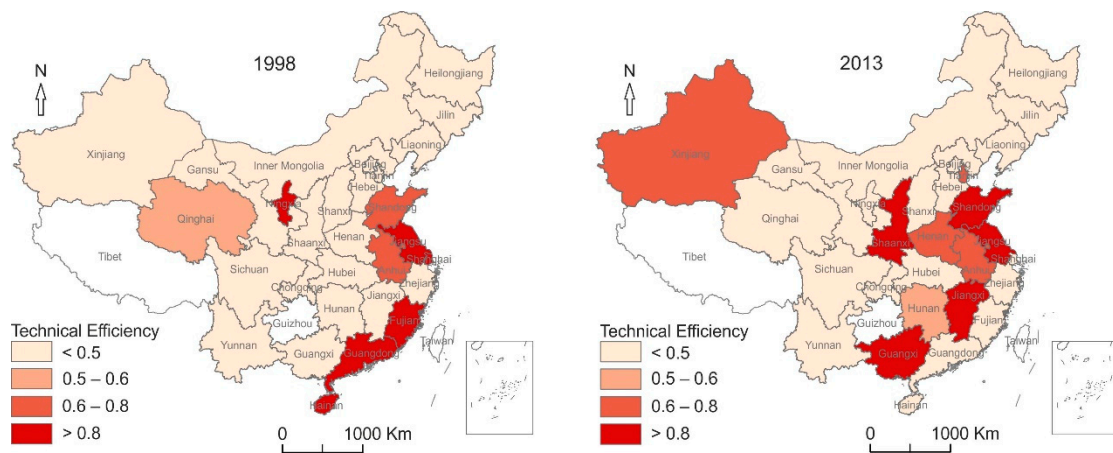 1998
N
Heilongjiang
Jilin
Liaoning
Xinjiang
Gansu
Inner Mongolia
Beijing
Tianjin
Hebei
Ningxia
Shanxi
Shandong
Qinghai
Shaanxi
Henan
Jiangsu
Shanghai
Tibet
Sichuan
Hubei
Anhui
Chongqing
Zhejiang
Hunan
Jiangxi
Guizhou
Fujian
Yunnan
Guangxi
Guangdong
Taiwan
Hainan
Technical Efficiency
< 0.5
0.5 – 0.6
0.6 – 0.8
> 0.8
0 1000 Km
2013
N
Heilongjiang
Jilin
Liaoning
Xinjiang
Gansu
Inner Mongolia
Beijing
Tianjin
Hebei
Ningxia
Shanxi
Shandong
Qinghai
Shaanxi
Henan
Jiangsu
Shanghai
Tibet
Sichuan
Hubei
Anhui
Chongqing
Zhejiang
Hunan
Jiangxi
Guizhou
Fujian
Yunnan
Guangxi
Guangdong
Taiwan
Hainan
Technical Efficiency
< 0.5
0.5 – 0.6
0.6 – 0.8
> 0.8
0 1000 Km